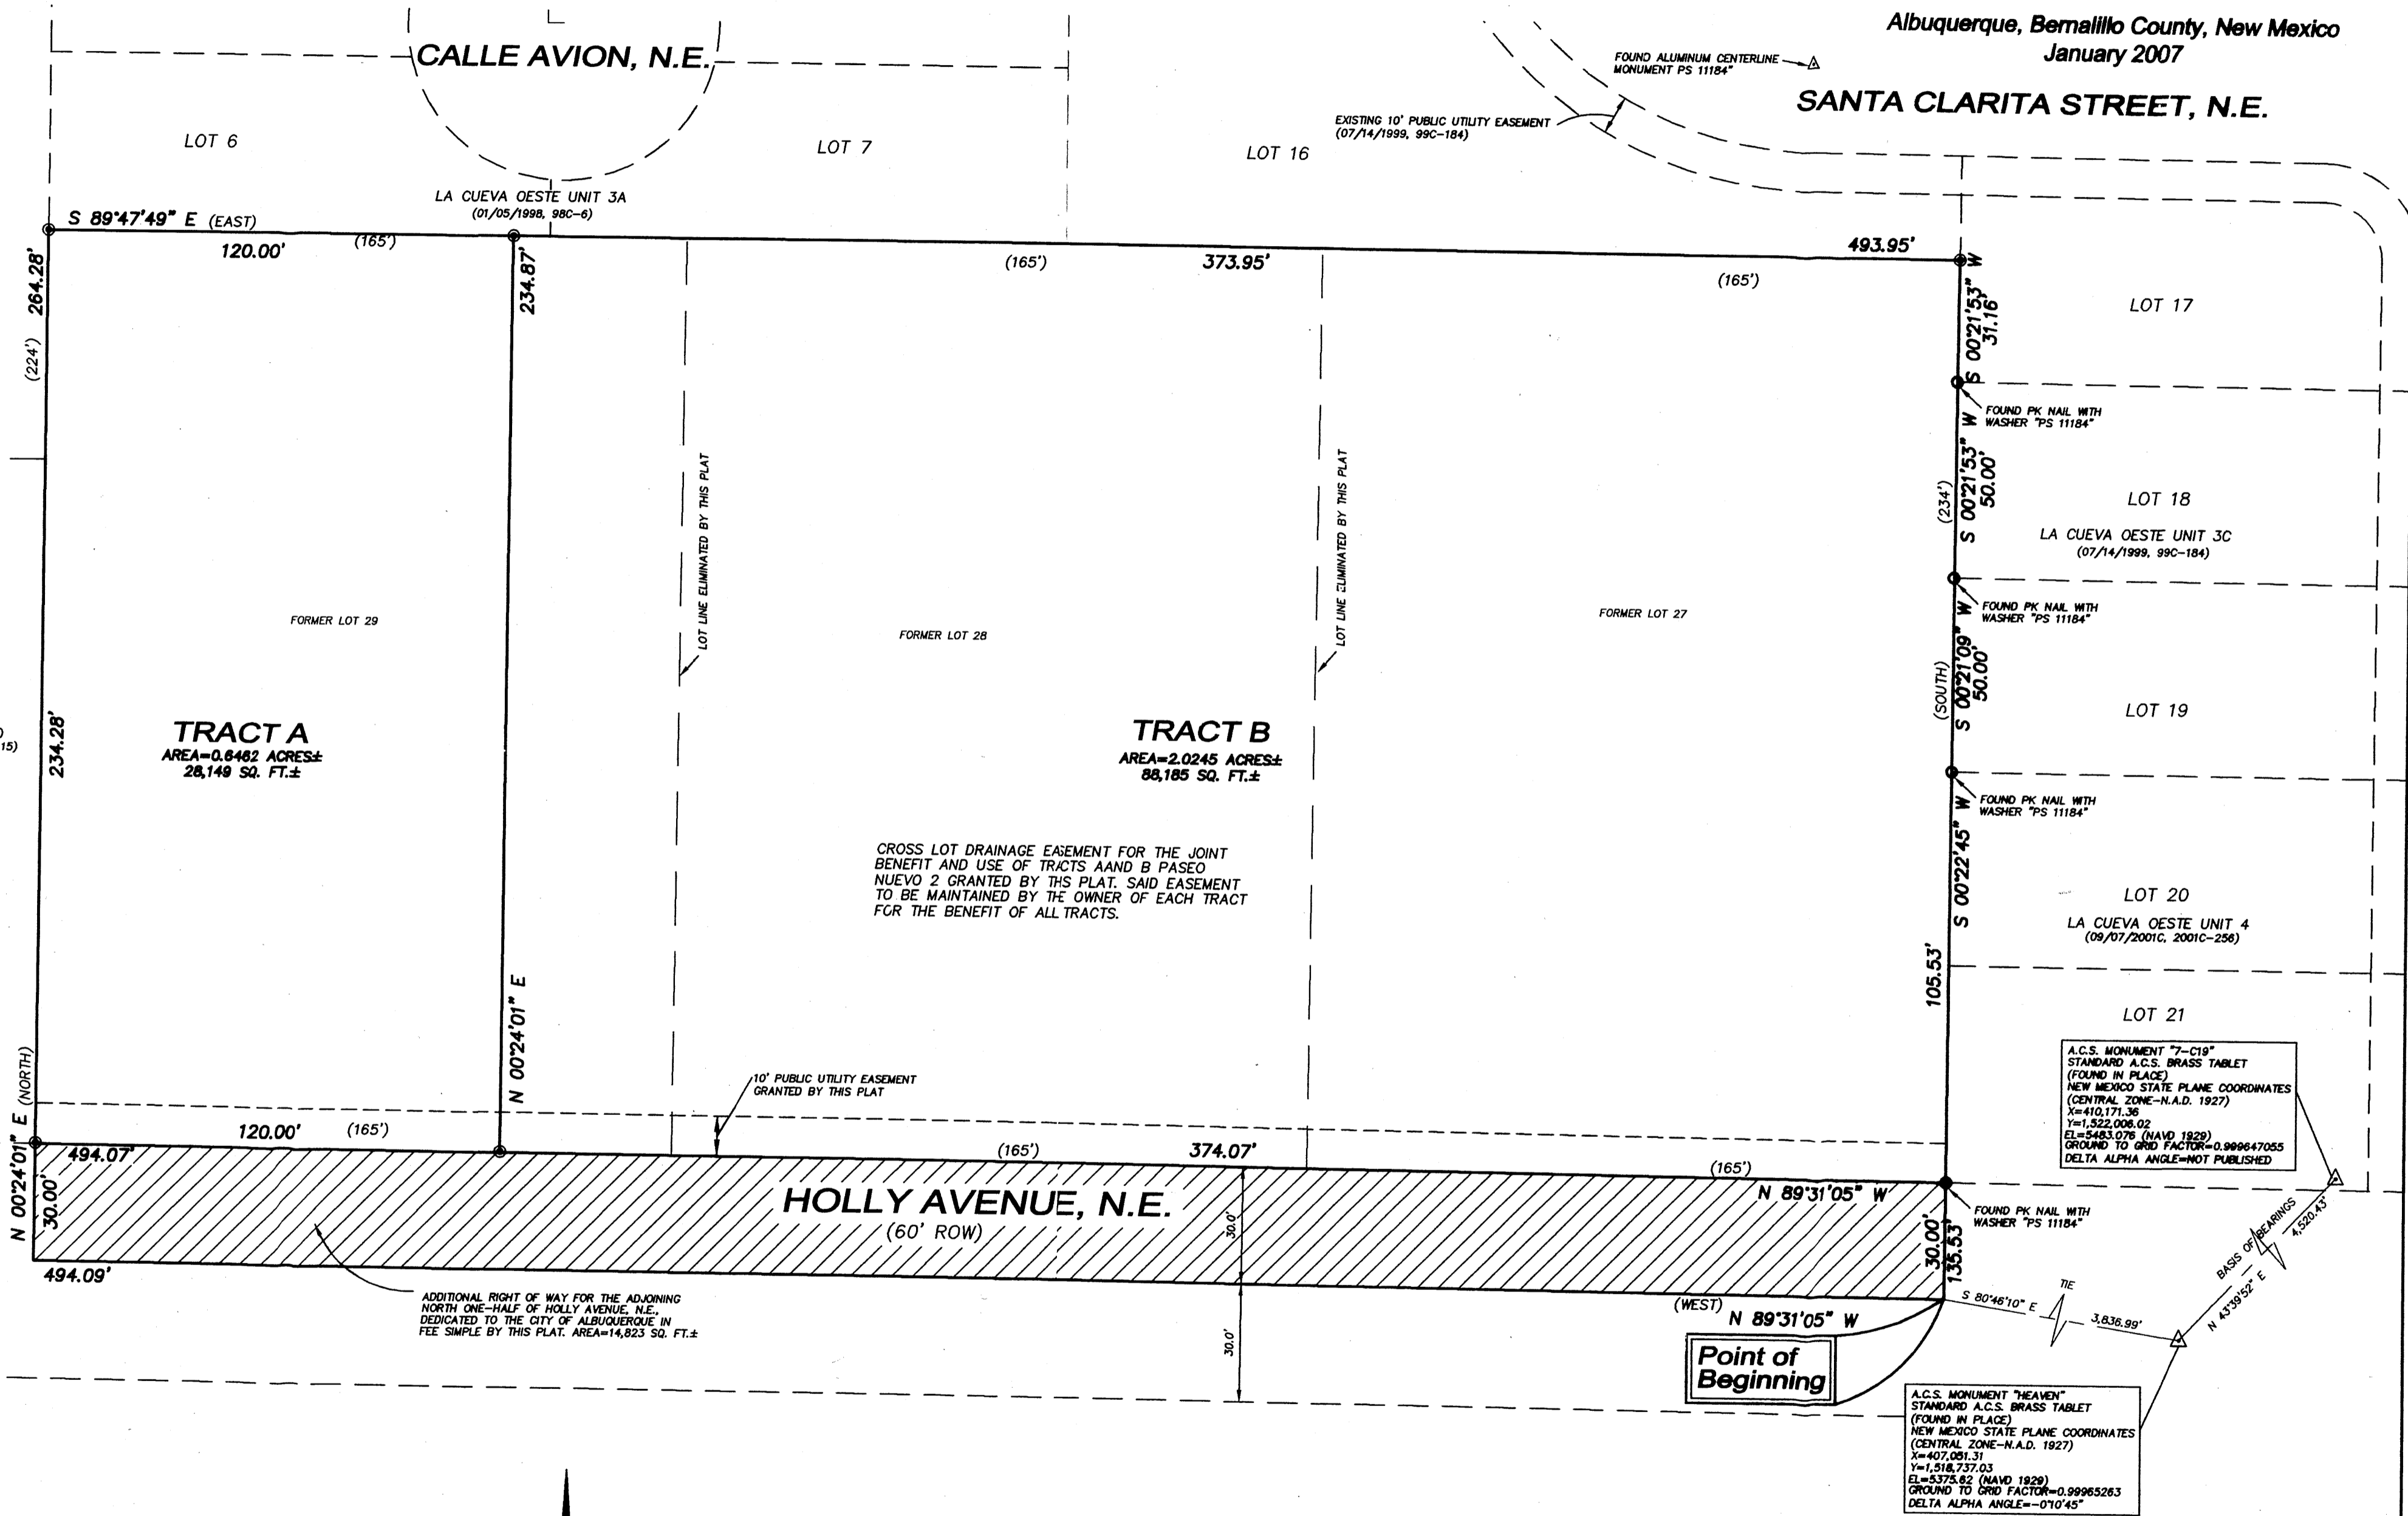 Albuquerque, Bernalillo County, New Mexico
January 2007
CALLE AVION, N.E.
FOUND ALUMINUM CENTERLINE
MONUMENT PS 11184"
SANTA CLARITA STREET, N.E.
EXISTING 10' PUBLIC UTILITY EASEMENT
(07/14/1999, 99C-184)
LOT 6
LOT 7
LOT 16
LA CUEVA OESTE UNIT 3A
(01/05/1998, 98C-6)
S 89°47'49" E (EAST)
120.00'
(165')
(165')
373.95'
493.95'
(165')
264.28'
(224')
234.87'
S 00°21'53" W
31.16'
LOT 17
FOUND PK NAIL WITH
WASHER "PS 11184"
LOT LINE ELIMINATED BY THIS PLAT
LOT LINE ELIMINATED BY THIS PLAT
(234')
S 00°21'53" W
50.00'
LOT 18
LA CUEVA OESTE UNIT 3C
(07/14/1999, 99C-184)
FORMER LOT 29
FORMER LOT 28
FORMER LOT 27
FOUND PK NAIL WITH
WASHER "PS 11184"
(SOUTH)
S 00°21'09" W
50.00'
LOT 19
15)
234.28'
TRACT A
AREA=0.6462 ACRES±
28,149 SQ. FT.±
TRACT B
AREA=2.0245 ACRES±
88,185 SQ. FT.±
FOUND PK NAIL WITH
WASHER "PS 11184"
S 00°22'45" W
105.53'
CROSS LOT DRAINAGE EASEMENT FOR THE JOINT
BENEFIT AND USE OF TRACTS AAND B PASEO
NUEVO 2 GRANTED BY THS PLAT. SAID EASEMENT
TO BE MAINTAINED BY THE OWNER OF EACH TRACT
FOR THE BENEFIT OF ALL TRACTS.
LOT 20
LA CUEVA OESTE UNIT 4
(09/07/2001C, 2001C-256)
LOT 21
N 00°24'01" E
10' PUBLIC UTILITY EASEMENT
GRANTED BY THIS PLAT
A.C.S. MONUMENT "7-C19"
STANDARD A.C.S. BRASS TABLET
(FOUND IN PLACE)
NEW MEXICO STATE PLANE COORDINATES
(CENTRAL ZONE-N.A.D. 1927)
X=410,171.36
Y=1,522,006.02
EL=5483.076 (NAVD 1929)
GROUND TO GRID FACTOR=0.999647055
DELTA ALPHA ANGLE=NOT PUBLISHED
N 00°24'01" E (NORTH)
30.00'
494.07'
120.00'
(165')
(165')
374.07'
(165')
N 89°31'05" W
HOLLY AVENUE, N.E.
(60' ROW)
30.0'
30.00'
135.53'
FOUND PK NAIL WITH
WASHER "PS 11184"
494.09'
ADDITIONAL RIGHT OF WAY FOR THE ADJOINING
NORTH ONE-HALF OF HOLLY AVENUE, N.E.,
DEDICATED TO THE CITY OF ALBUQUERQUE IN
FEE SIMPLE BY THIS PLAT. AREA=14,823 SQ. FT.±
30.0'
(WEST)
N 89°31'05" W
Point of
Beginning
S 80°46'10" E
TIE
3,836.99'
BASIS OF BEARINGS
4,520.43'
N 43°39'52" E
A.C.S. MONUMENT "HEAVEN"
STANDARD A.C.S. BRASS TABLET
(FOUND IN PLACE)
NEW MEXICO STATE PLANE COORDINATES
(CENTRAL ZONE-N.A.D. 1927)
X=407,051.31
Y=1,518,737.03
EL=5375.62 (NAVD 1929)
GROUND TO GRID FACTOR=0.99965263
DELTA ALPHA ANGLE=-0°10'45"